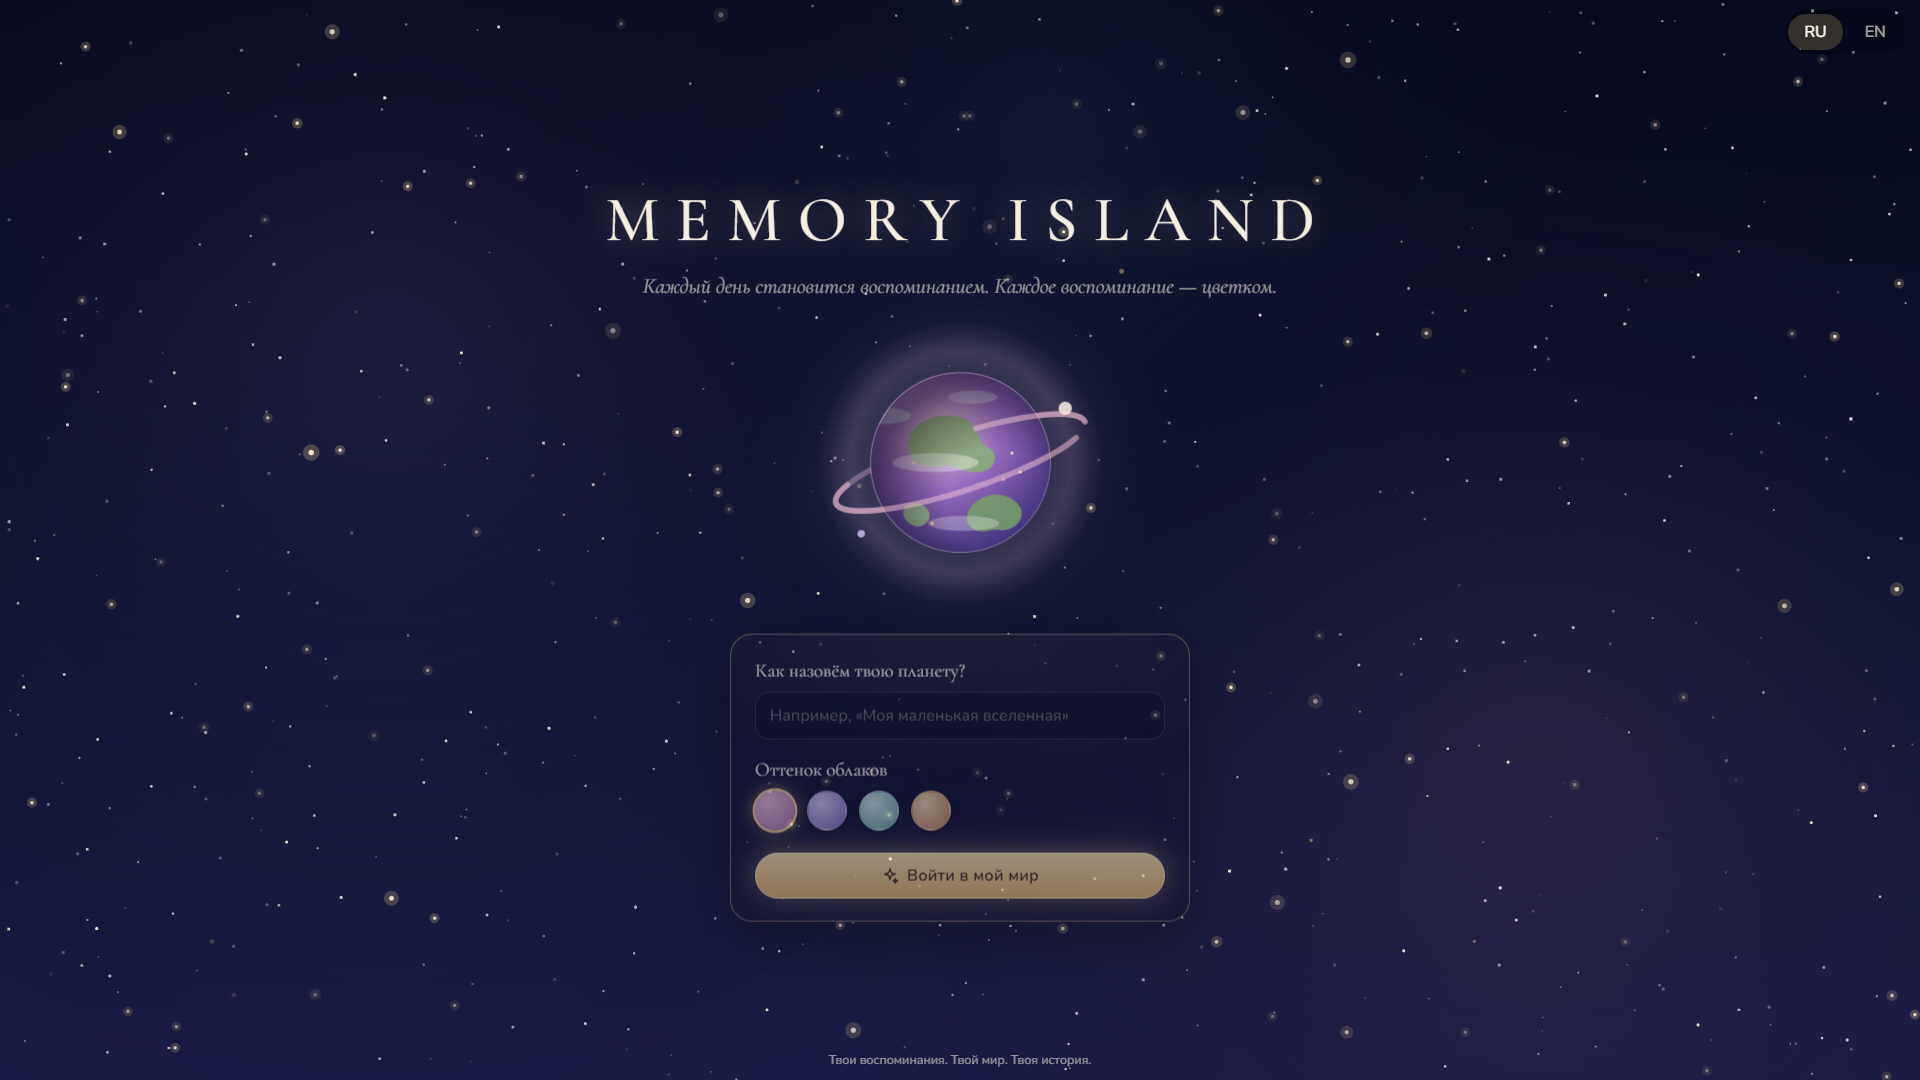 RU EN
MEMORY ISLAND
Каждый день становится воспоминанием. Каждое воспоминание — цветком.
Как назовём твою планету?
Например, «Моя маленькая вселенная»
Оттенок облаков
Войти в мой мир
Твои воспоминания. Твой мир. Твоя история.